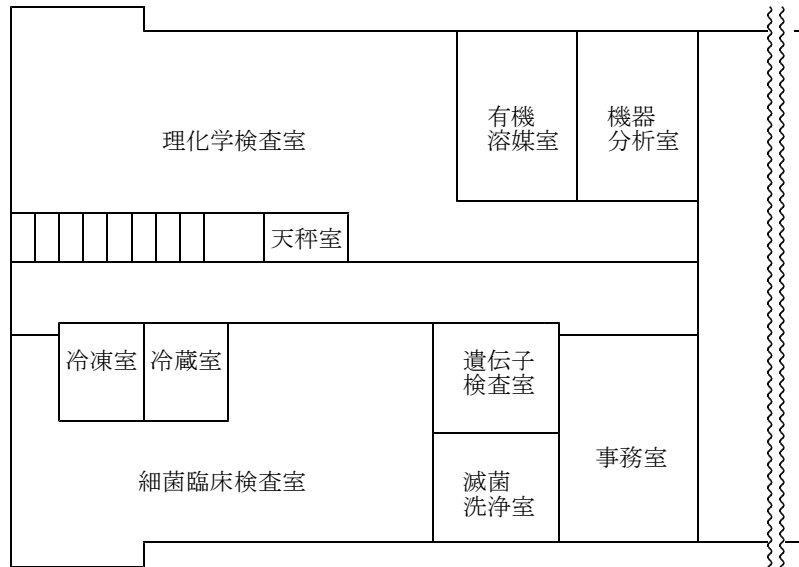 有機
溶媒室
機器
分析室
理化学検査室
天秤室
冷凍室
冷蔵室
遺伝子
検査室
事務室
細菌臨床検査室
滅菌
洗浄室